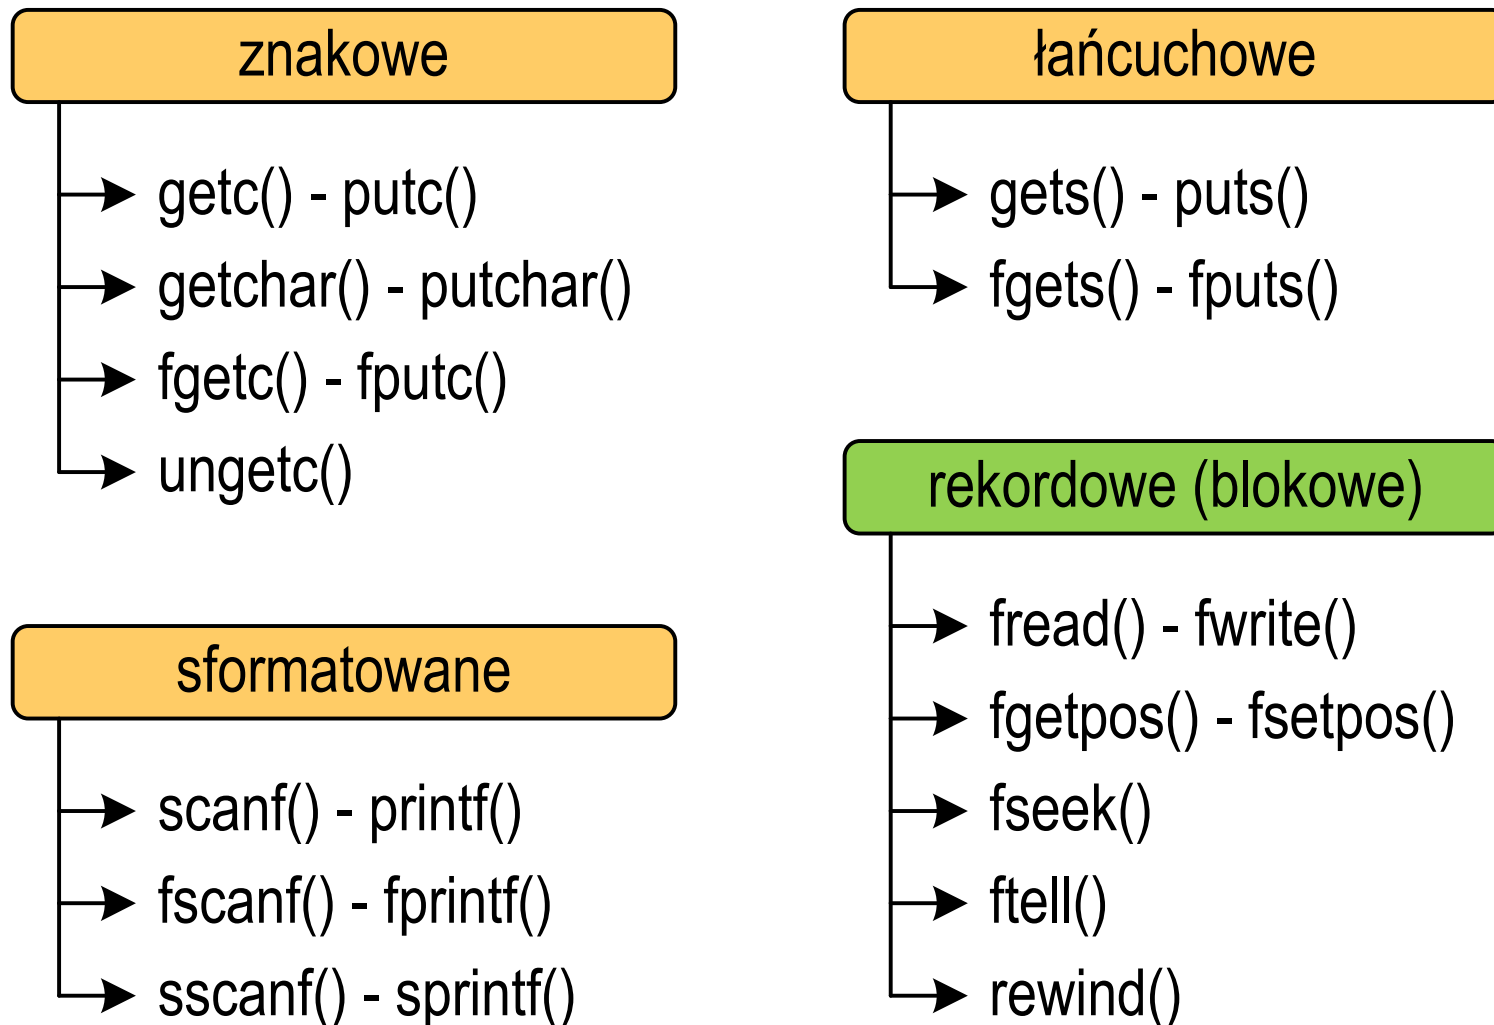 znakowe
getc() - putc()
getchar() - putchar()
fgetc() - fputc()
ungetc()
sformatowane
scanf() - printf()
fscanf() - fprintf()
sscanf() - sprintf()
łańcuchowe
gets() - puts()
fgets() - fputs()
rekordowe (blokowe)
fread() - fwrite()
fgetpos() - fsetpos()
fseek()
ftell()
rewind()